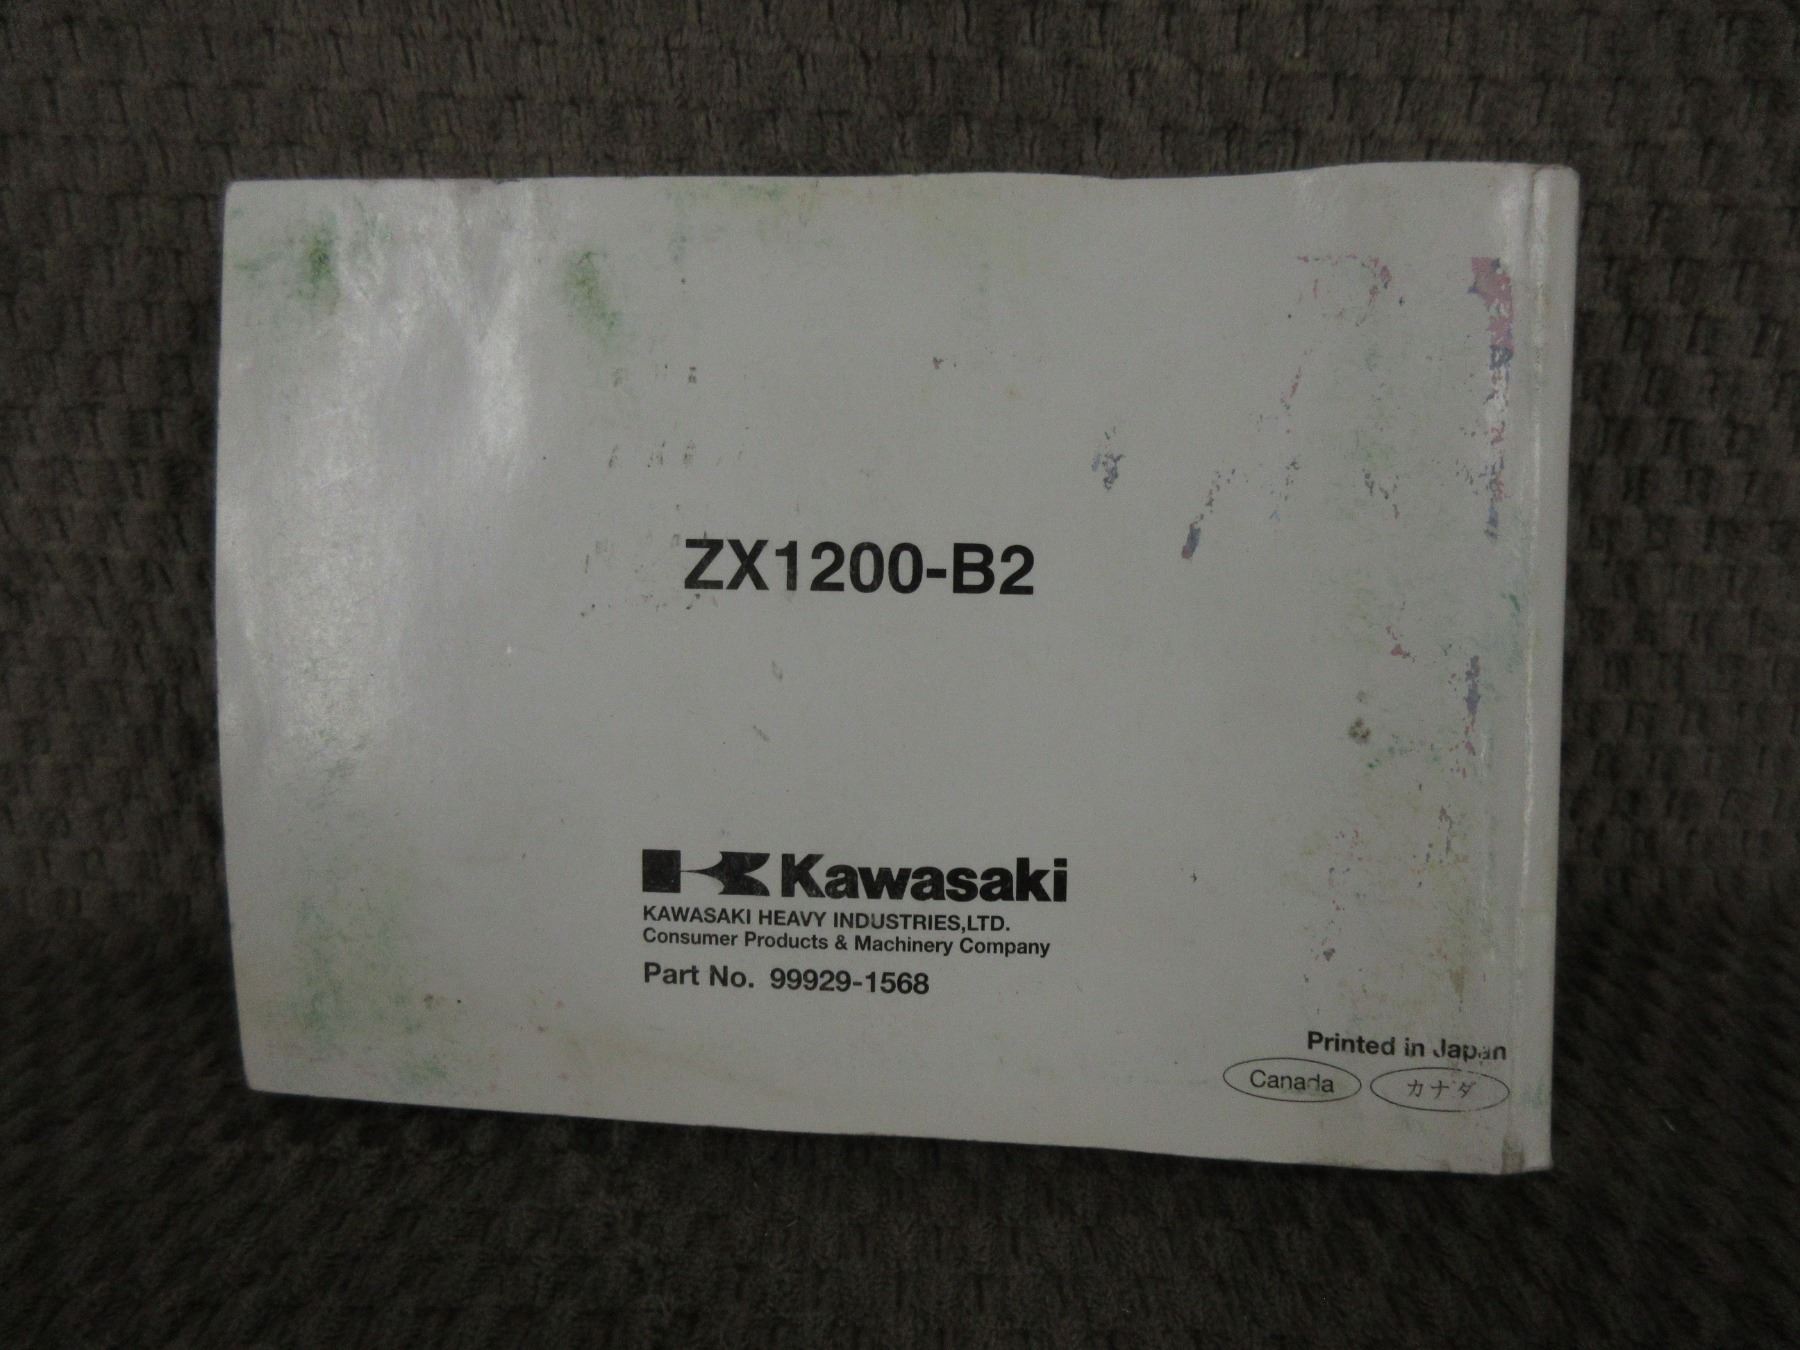 ZX1200-B2
Kawasaki
KAWASAKI HEAVY INDUSTRIES,LTD.
Consumer Products & Machinery Company
Part No. 99929-1568
Printed in Japan
Canada カナダ